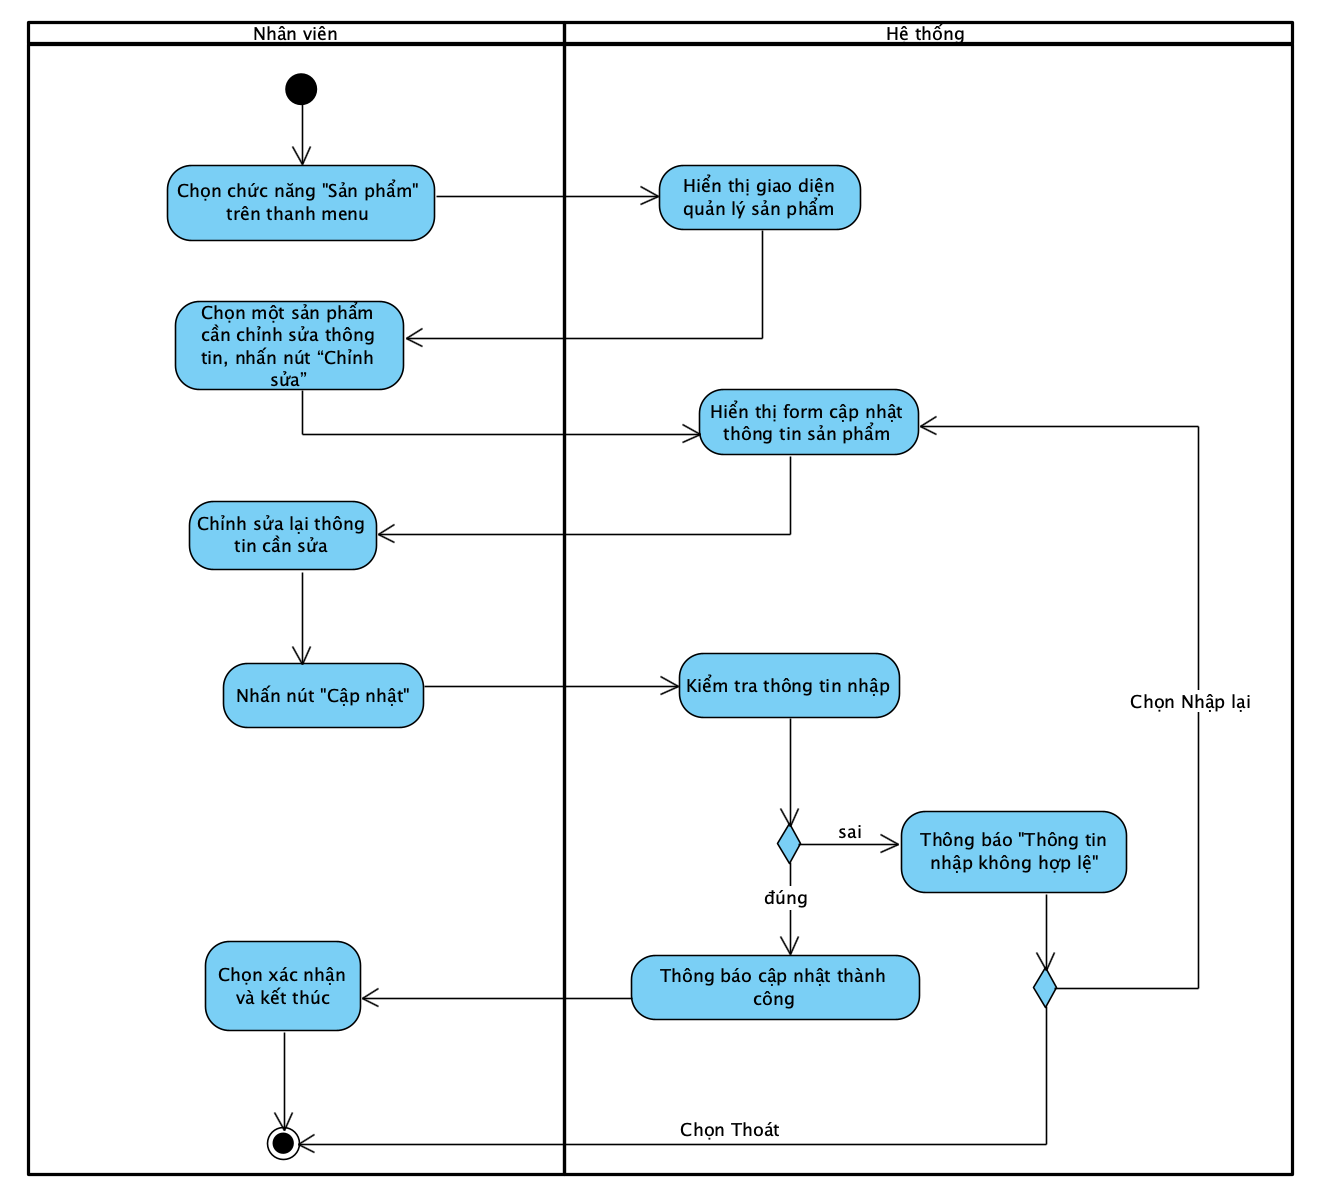 Nhân viên
Hê thống
Chọn chức năng "Sản phẩm"
trên thanh menu
Hiển thị giao diện
quản lý sản phẩm
Chọn một sản phẩm
cần chỉnh sửa thông
tin, nhấn nút “Chỉnh
sửa”
Hiển thị form cập nhật
thông tin sản phẩm
Chỉnh sửa lại thông
tin cần sửa
Nhấn nút "Cập nhật"
Kiểm tra thông tin nhập
Chọn Nhập lại
sai
Thông báo "Thông tin
nhập không hợp lệ"
đúng
Chọn xác nhận
và kết thúc
Thông báo cập nhật thành
công
Chọn Thoát